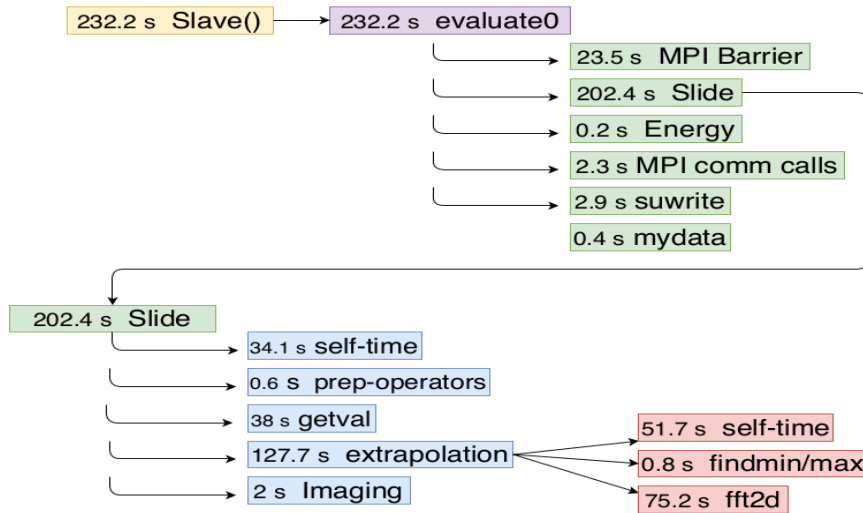 232.2 s Slave()
232.2 s evaluate0
23.5 s MPI Barrier
202.4 s Slide
0.2 s Energy
2.3 s MPI comm calls
2.9 s suwrite
0.4 s mydata
202.4 s Slide
34.1 s self-time
0.6 s prep-operators
38 s getval
127.7 s extrapolation
2 s Imaging
51.7 s self-time
0.8 s findmin/max
75.2 s fft2d